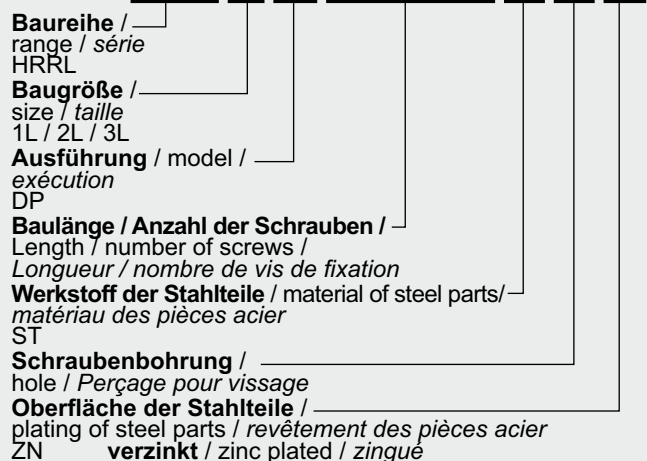 Baureihe /
range / série
HRRL
Baugröße /
size / taille
1L / 2L / 3L
Ausführung / model /
exécution
DP
Baulänge / Anzahl der Schrauben /
Length / number of screws /
Longueur / nombre de vis de fixation
Werkstoff der Stahlteile / material of steel parts/
matériau des pièces acier
ST
Schraubenbohrung /
hole / Perçage pour vissage
Oberfläche der Stahlteile /
plating of steel parts / revêtement des pièces acier
ZN verzinkt / zinc plated / zingué